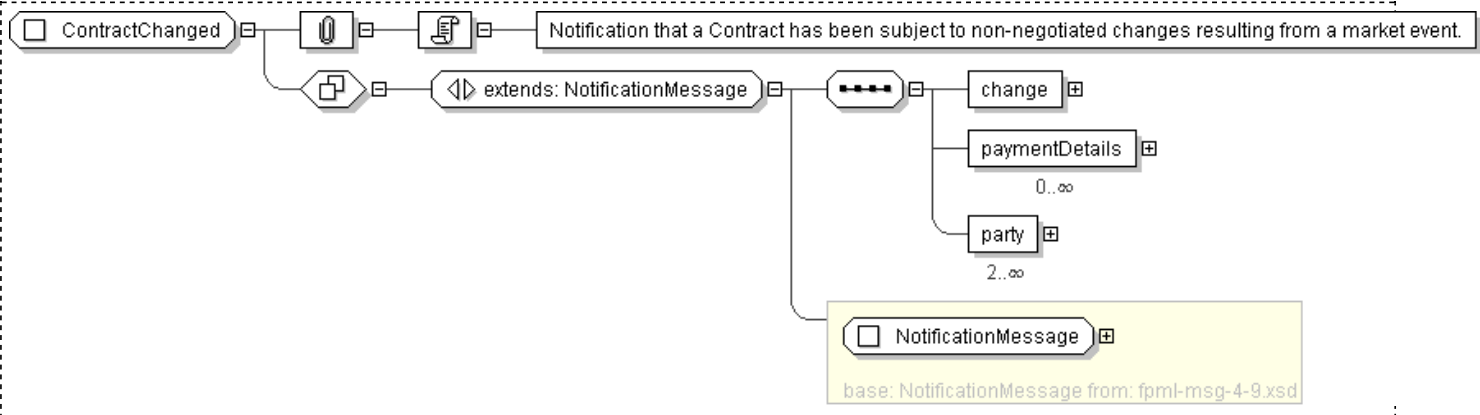 ContractChanged
Notification that a Contract has been subject to non-negotiated changes resulting from a market event.
extends: NotificationMessage
change
paymentDetails
0..∞
party
2..∞
NotificationMessage
base: NotificationMessage from: fpml-msg-4-9.xsd